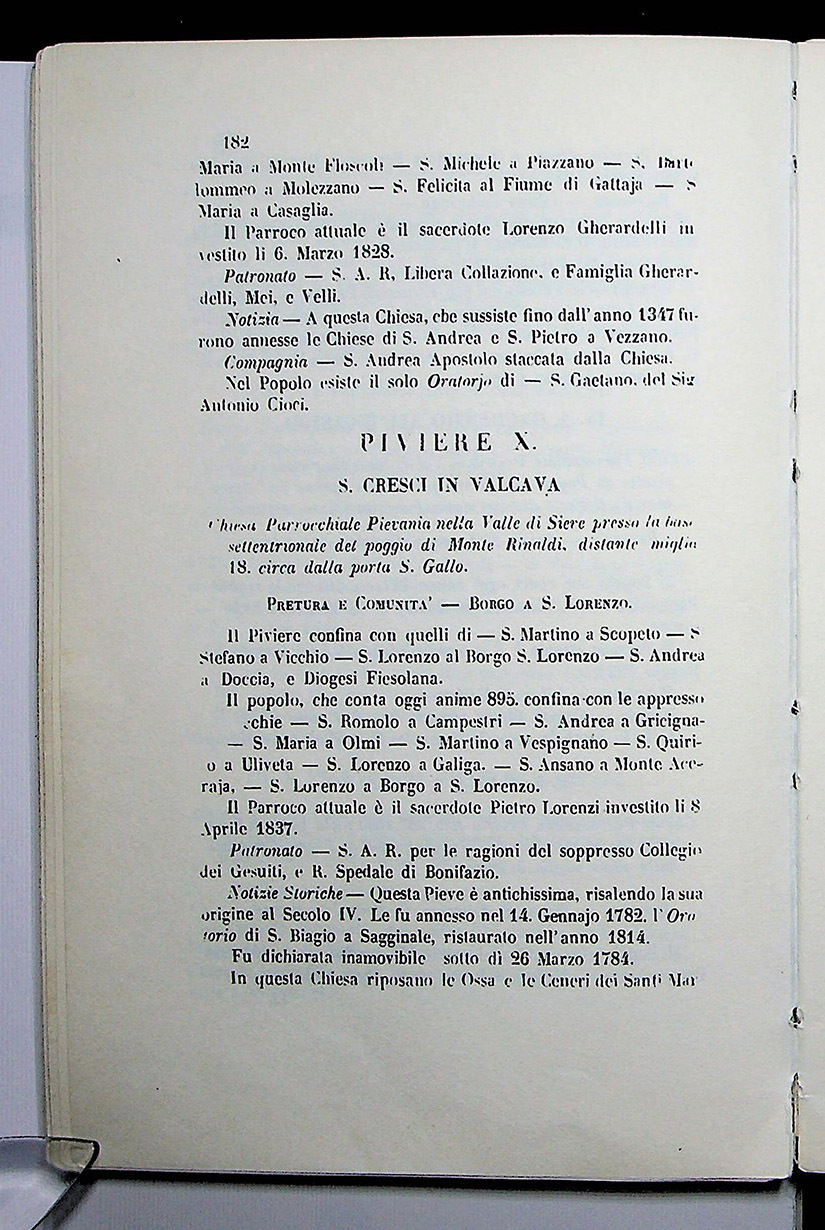 182
Maria a Monte Floscoli — S. Michele a Piazzano — S. Barto
lommeo a Molezzano — S. Felicita al Fiume di Gattaja — S
Maria a Casaglia.
Il Parroco attuale è il sacerdote Lorenzo Gherardelli in
vestito li 6. Marzo 1828.
Patronato — S. A. R, Libera Collazione. e Famiglia Gherar-
delli, Mei, e Velli.
Notizia — A questa Chiesa, che sussiste fino dall'anno 1347 fu-
rono annesse le Chiese di S. Andrea e S. Pietro a Vezzano.
Compagnia — S. Andrea Apostolo staccata dalla Chiesa.
Nel Popolo esiste il solo Oratorjo di — S. Gaetano. del Sig
Antonio Cioci.
PIVIERE X.
S. CRESCI IN VALCAVA
Chiesa Parrocchiale Pievania nella Valle di Sieve presso la base
settentrionale del poggio di Monte Rinaldi. distante miglia
18. circa dalla porta S. Gallo.
PRETURA E COMUNITA' — BORGO A S. LORENZO.
Il Piviere confina con quelli di — S. Martino a Scopeto — S
Stefano a Vicchio — S. Lorenzo al Borgo S. Lorenzo — S. Andrea
a Doccia, e Diogesi Fiesolana.
Il popolo, che conta oggi anime 895. confina con le appresso
cchie — S. Romolo a Campestri — S. Andrea a Gricigna-
— S. Maria a Olmi — S. Martino a Vespignano — S. Quiri-
o a Uliveta — S. Lorenzo a Galiga. — S. Ansano a Monte Ace-
raja, — S. Lorenzo a Borgo a S. Lorenzo.
Il Parroco attuale è il sacerdote Pietro Lorenzi investito li 8
Aprile 1837.
Patronato — S. A. R. per le ragioni del soppresso Collegio
dei Gesuiti, e R. Spedale di Bonifazio.
Notizie Storiche — Questa Pieve è antichissima, risalendo la sua
origine al Secolo IV. Le fu annesso nel 14. Gennajo 1782. l'Ora
torio di S. Biagio a Sagginale, ristaurato nell'anno 1814.
Fu dichiarata inamovibile sotto dì 26 Marzo 1784.
In questa Chiesa riposano le Ossa e le Ceneri dei Santi Mar